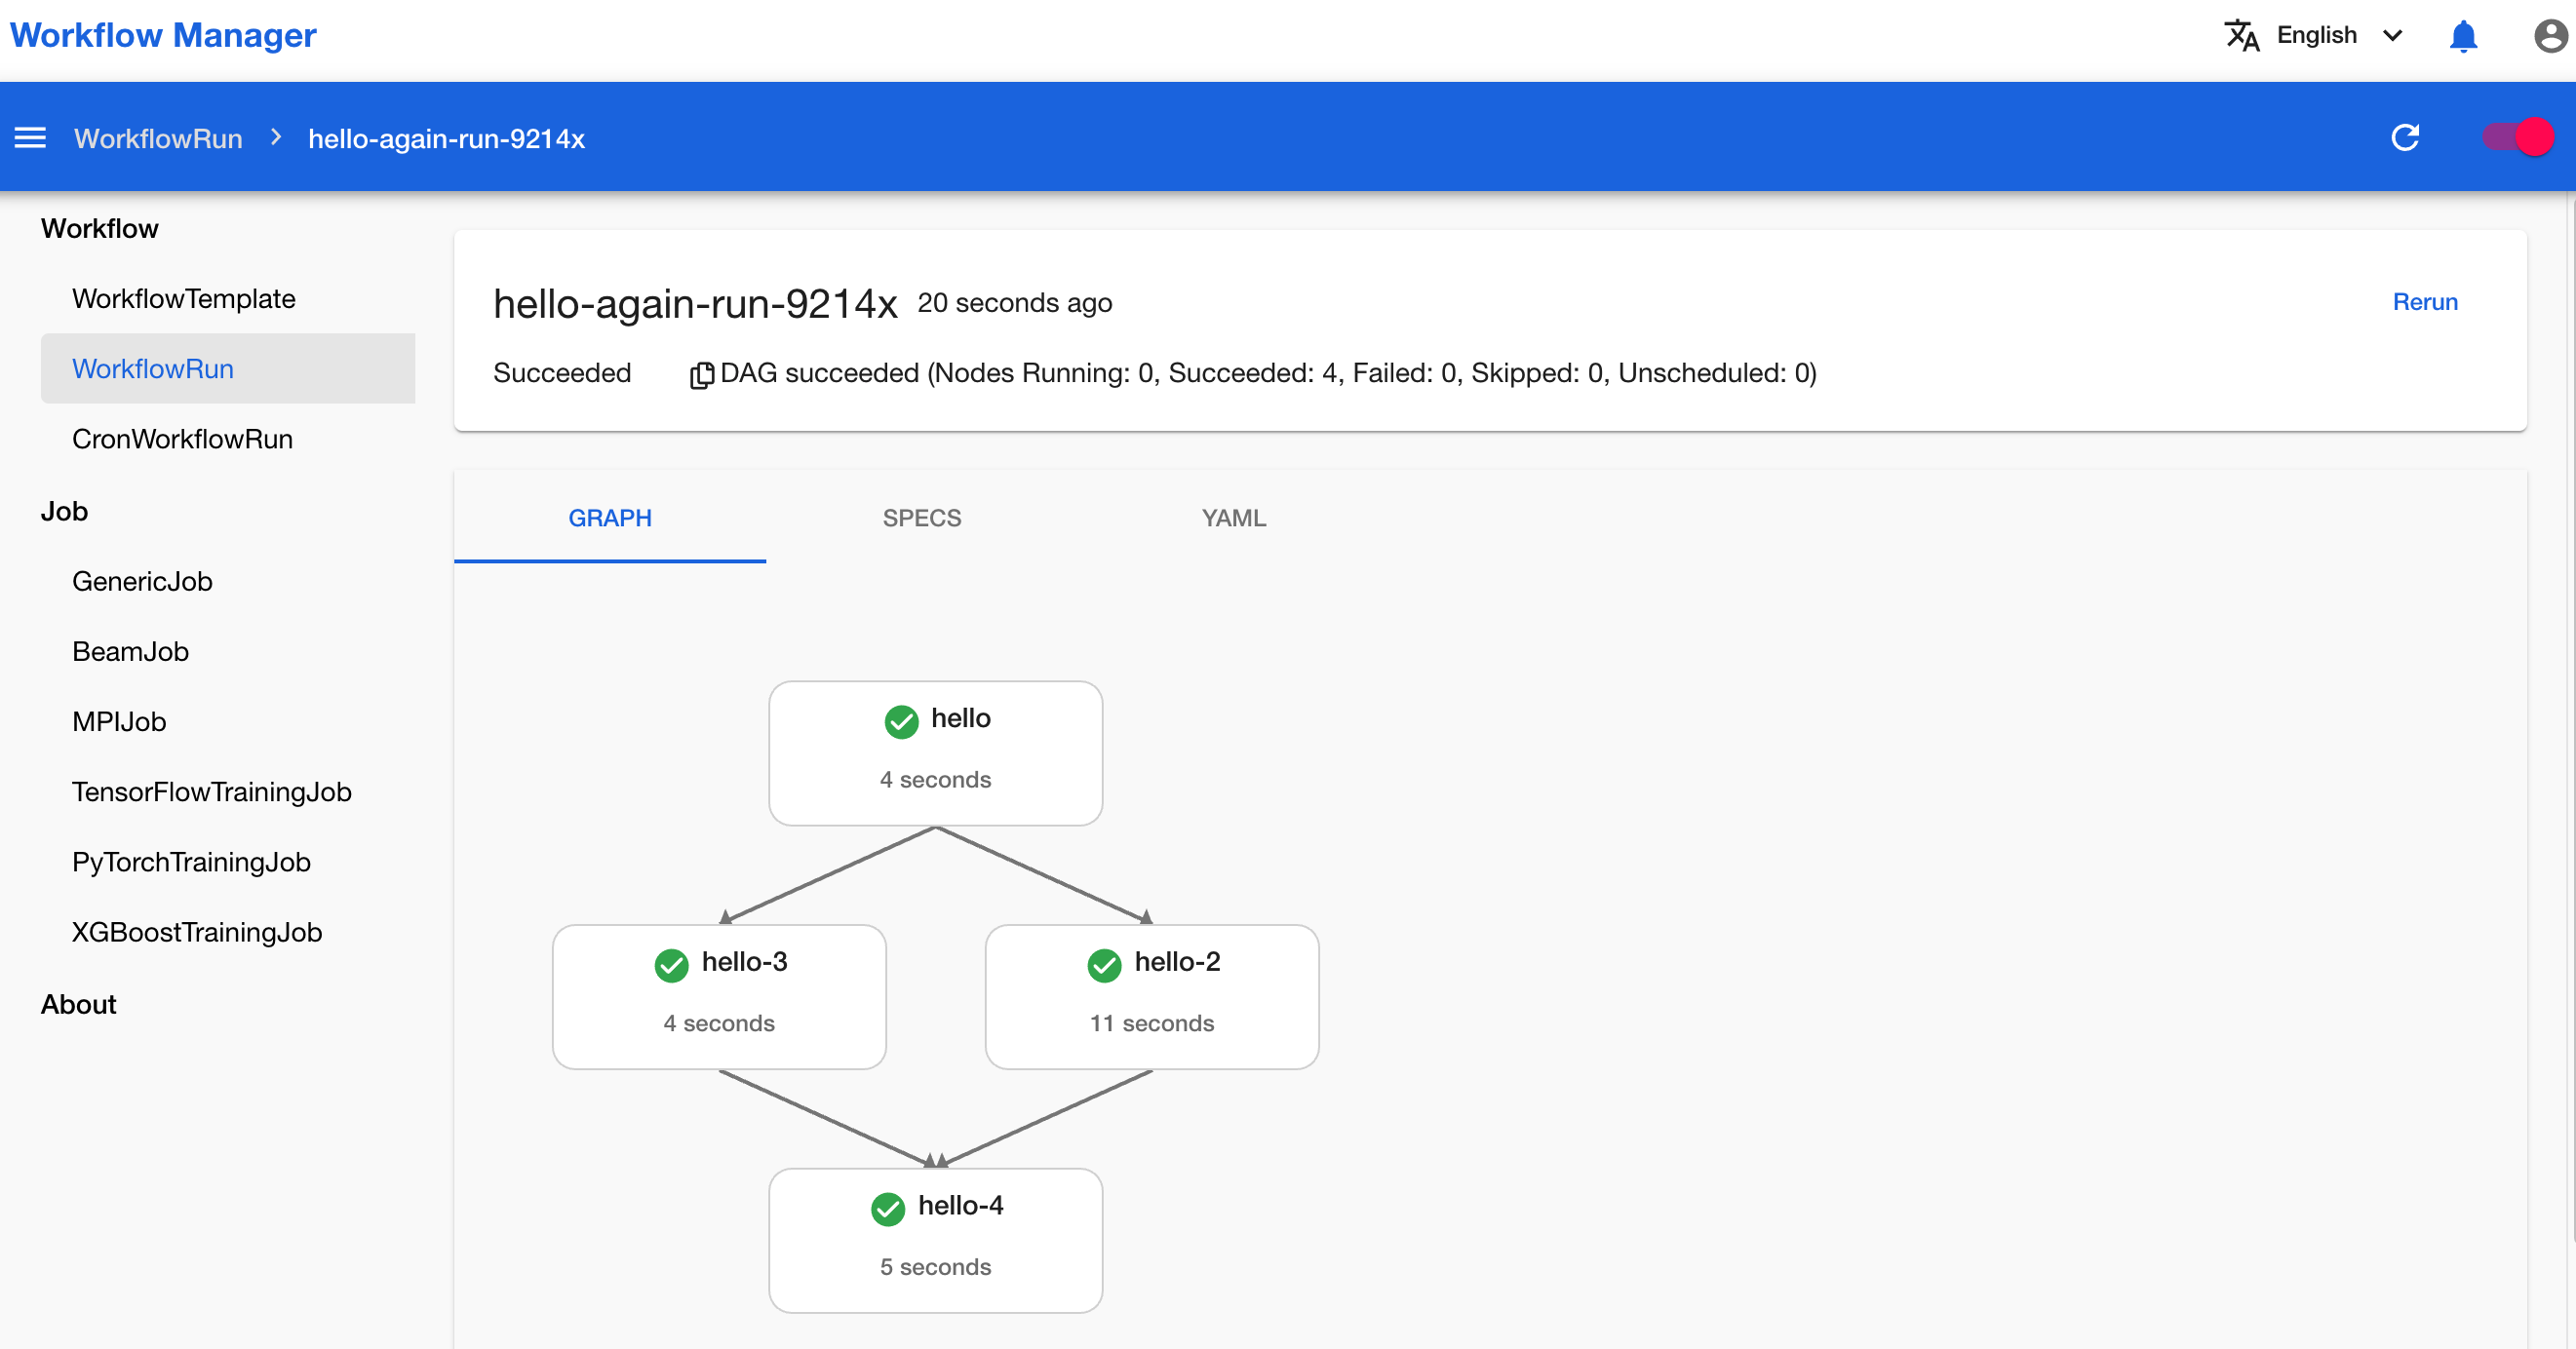 Workflow Manager
English
WorkflowRun > hello-again-run-9214x
Workflow
WorkflowTemplate
WorkflowRun
CronWorkflowRun
Job
GenericJob
BeamJob
MPIJob
TensorFlowTrainingJob
PyTorchTrainingJob
XGBoostTrainingJob
About
hello-again-run-9214x 20 seconds ago
Rerun
Succeeded DAG succeeded (Nodes Running: 0, Succeeded: 4, Failed: 0, Skipped: 0, Unscheduled: 0)
GRAPH SPECS YAML
hello
4 seconds
hello-3
4 seconds
hello-2
11 seconds
hello-4
5 seconds